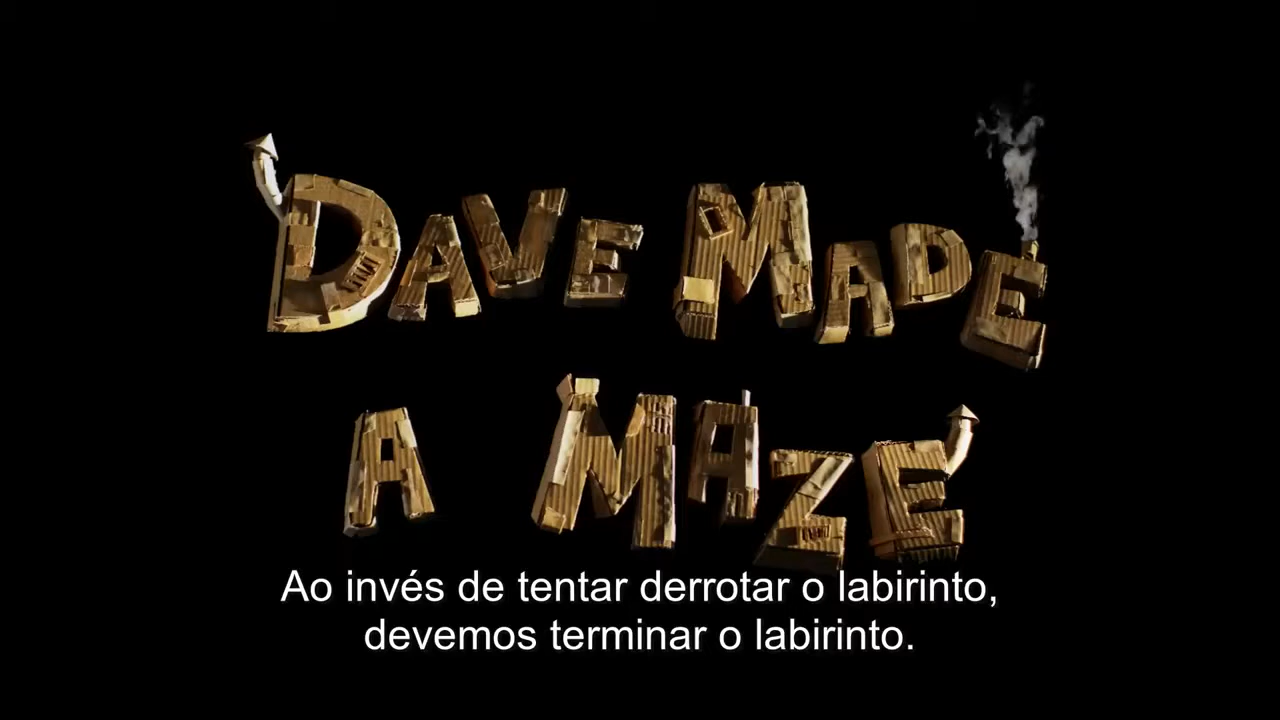 DAVE MADE
A MAZE
Ao invés de tentar derrotar o labirinto,
devemos terminar o labirinto.